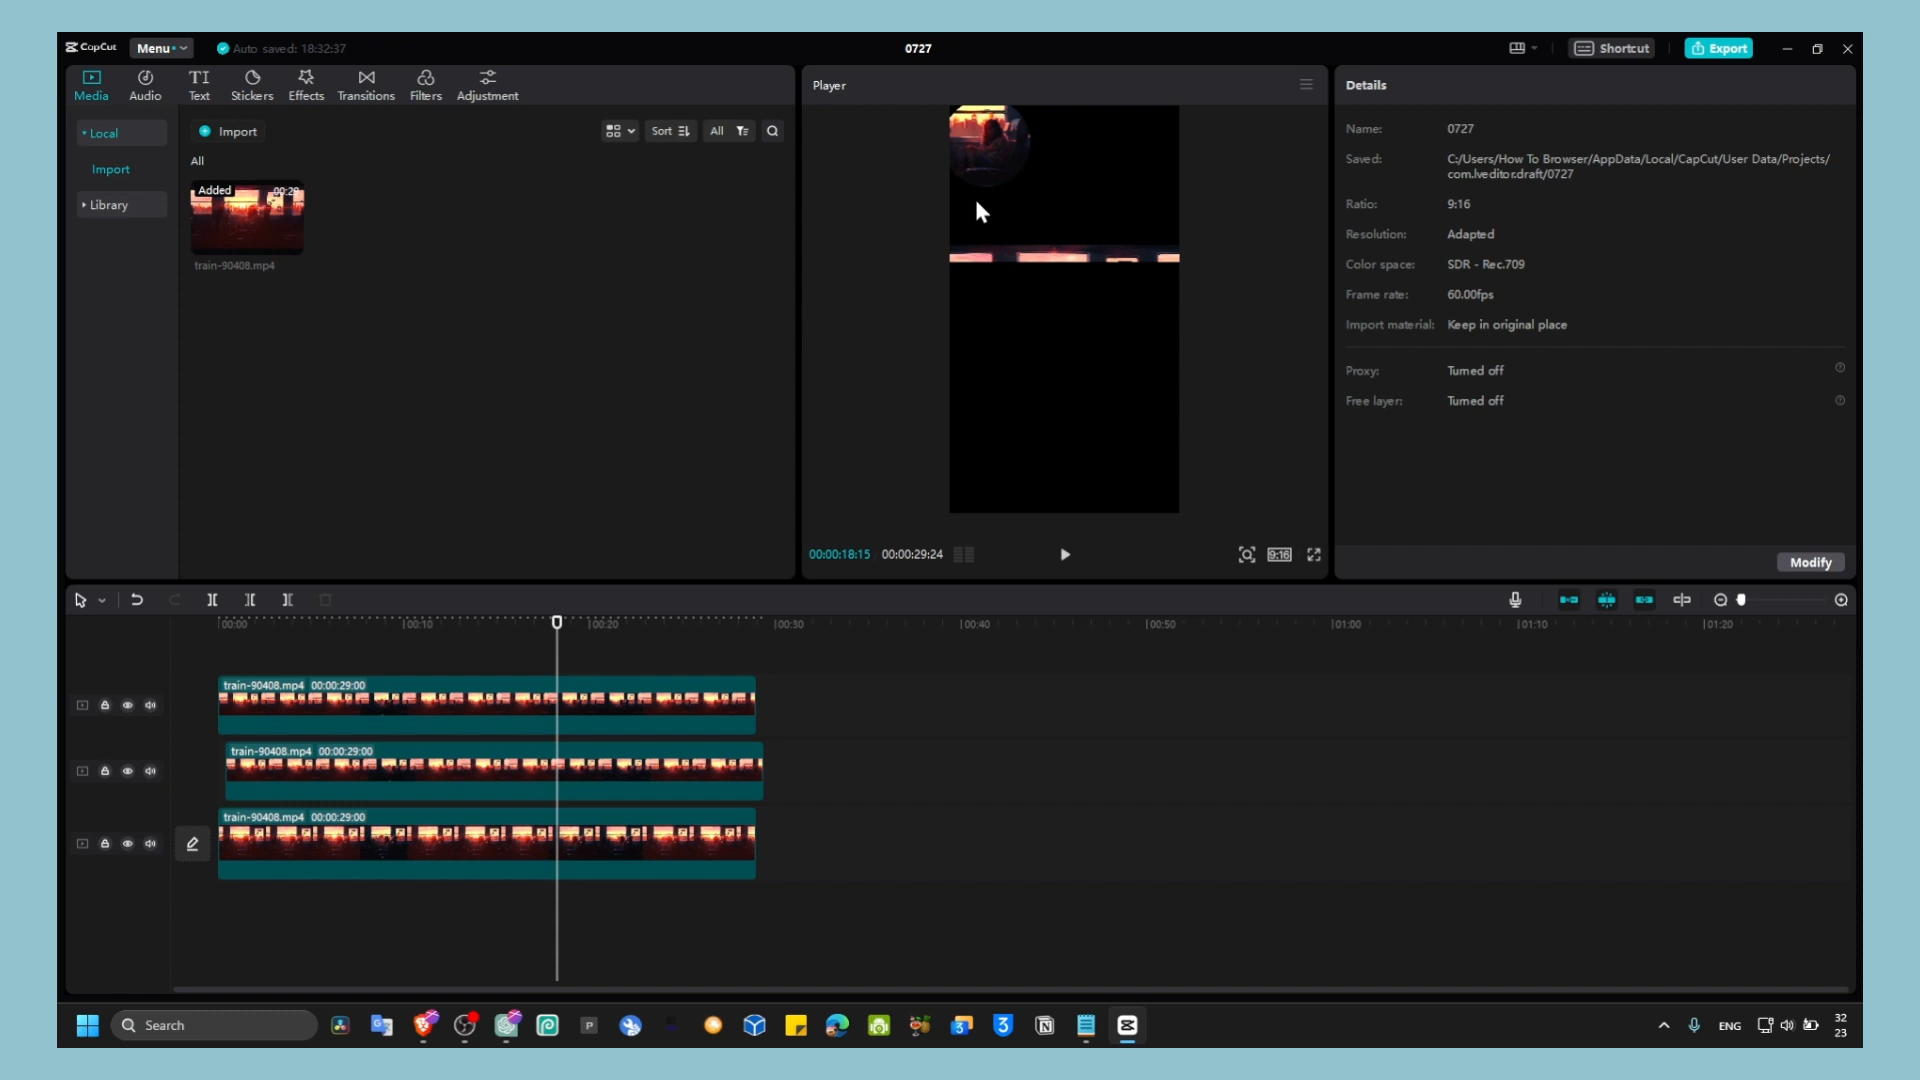 CapCut Menu Auto saved: 18:32:37 0727 Shortcut Export
Media Audio Text Stickers Effects Transitions Filters Adjustment
TI
Local
Import
Library
Import Sort All
All
Added 00:29
train-90408.mp4
Player
00:00:18:15 00:00:29:24 9:16
Details
Name: 0727
Saved: C:/Users/How To Browser/AppData/Local/CapCut/User Data/Projects/
com.lveditor.draft/0727
Ratio: 9:16
Resolution: Adapted
Color space: SDR - Rec.709
Frame rate: 60.00fps
Import material: Keep in original place
Proxy: Turned off
Free layer: Turned off
Modify
00:00 00:10 00:20 00:30 00:40 00:50 01:00 01:10 01:20
train-90408.mp4 00:00:29:00
train-90408.mp4 00:00:29:00
train-90408.mp4 00:00:29:00
Search ENG
32
23